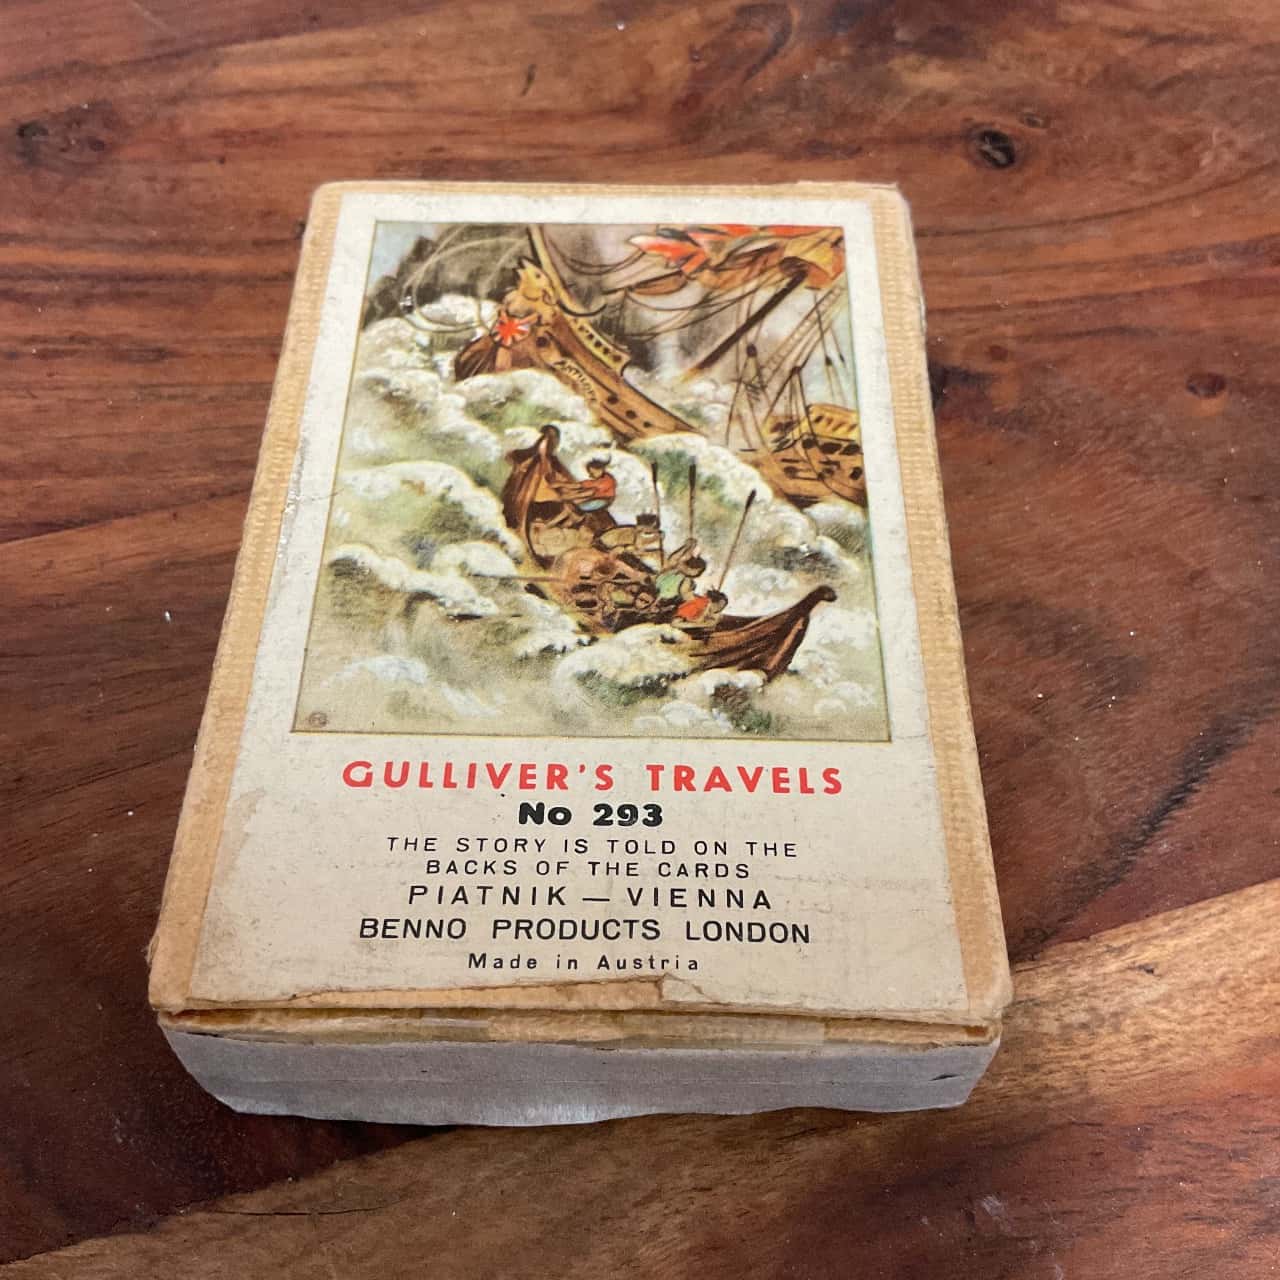 ANTHONY
GULLIVER'S TRAVELS
No 293
THE STORY IS TOLD ON THE
BACKS OF THE CARDS
PIATNIK — VIENNA
BENNO PRODUCTS LONDON
Made in Austria